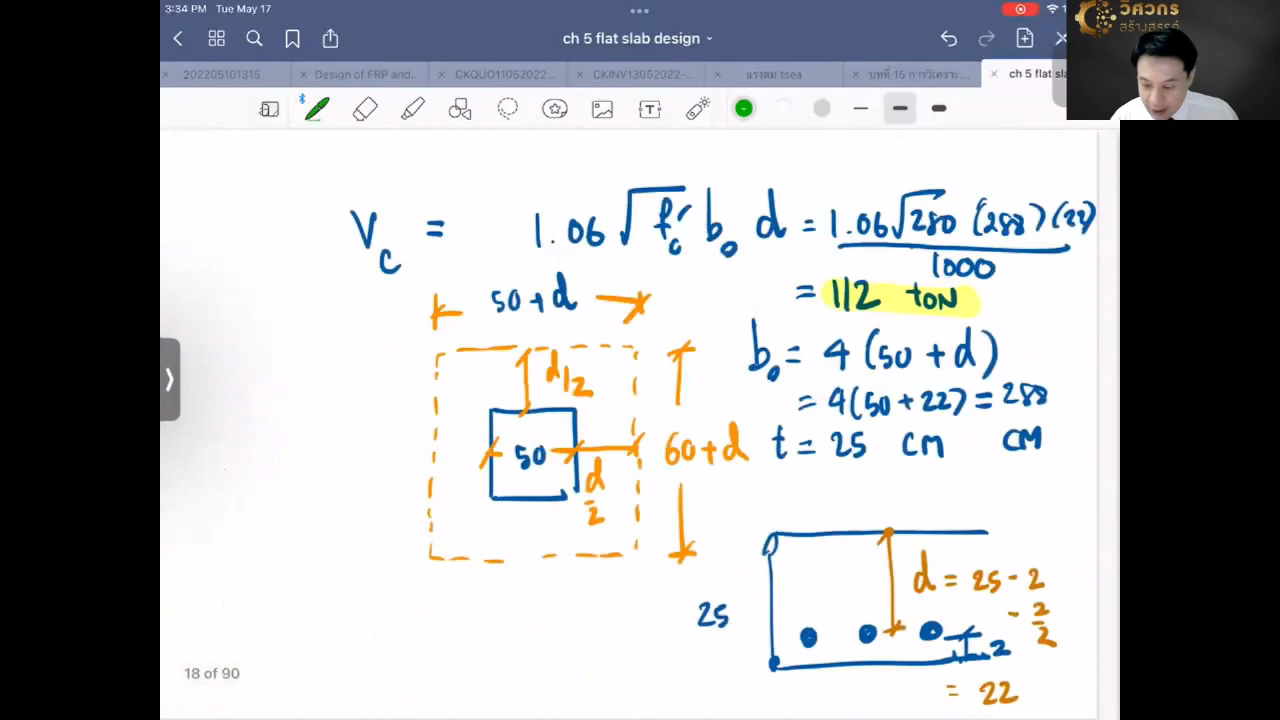 3:34 PM Tue May 17
วิศวกร
สร้างสรรค์
ch 5 flat slab design
202205101315
Design of FRP and...
CKQUO11052022...
CKINV13052022-...
แรงลม tsea
บทที่ 15 การวิเคราะ...
ch 5 flat sla
V_c = 1.06 √f'_c b_o d = 1.06√280 (288)(22)
1000
= 112 TON
50 + d
b_o = 4 (50 + d)
d/2
= 4(50 + 22) = 288
50
60 + d
t = 25 CM CM
d/2
d = 25 - 2
- 2/2
25
2
= 22
18 of 90